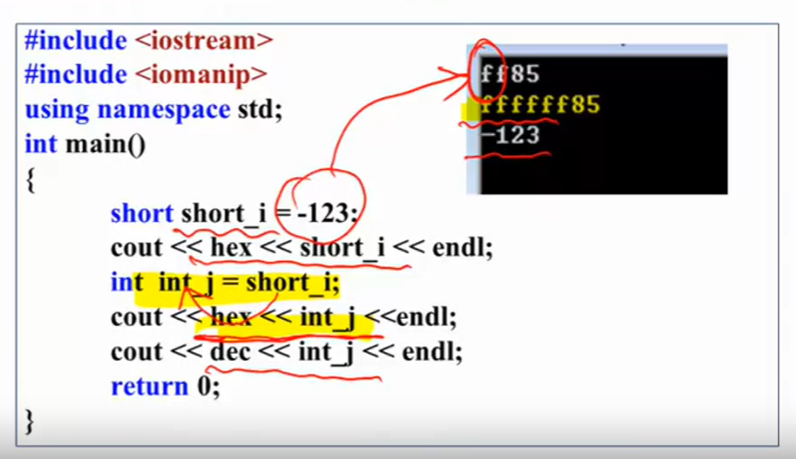 #include <iostream>
#include <iomanip>
using namespace std;
int main()
{
short short_i = -123;
cout << hex << short_i << endl;
int int_j = short_i;
cout << hex << int_j <<endl;
cout << dec << int_j << endl;
return 0;
}
ff85
ffffff85
-123